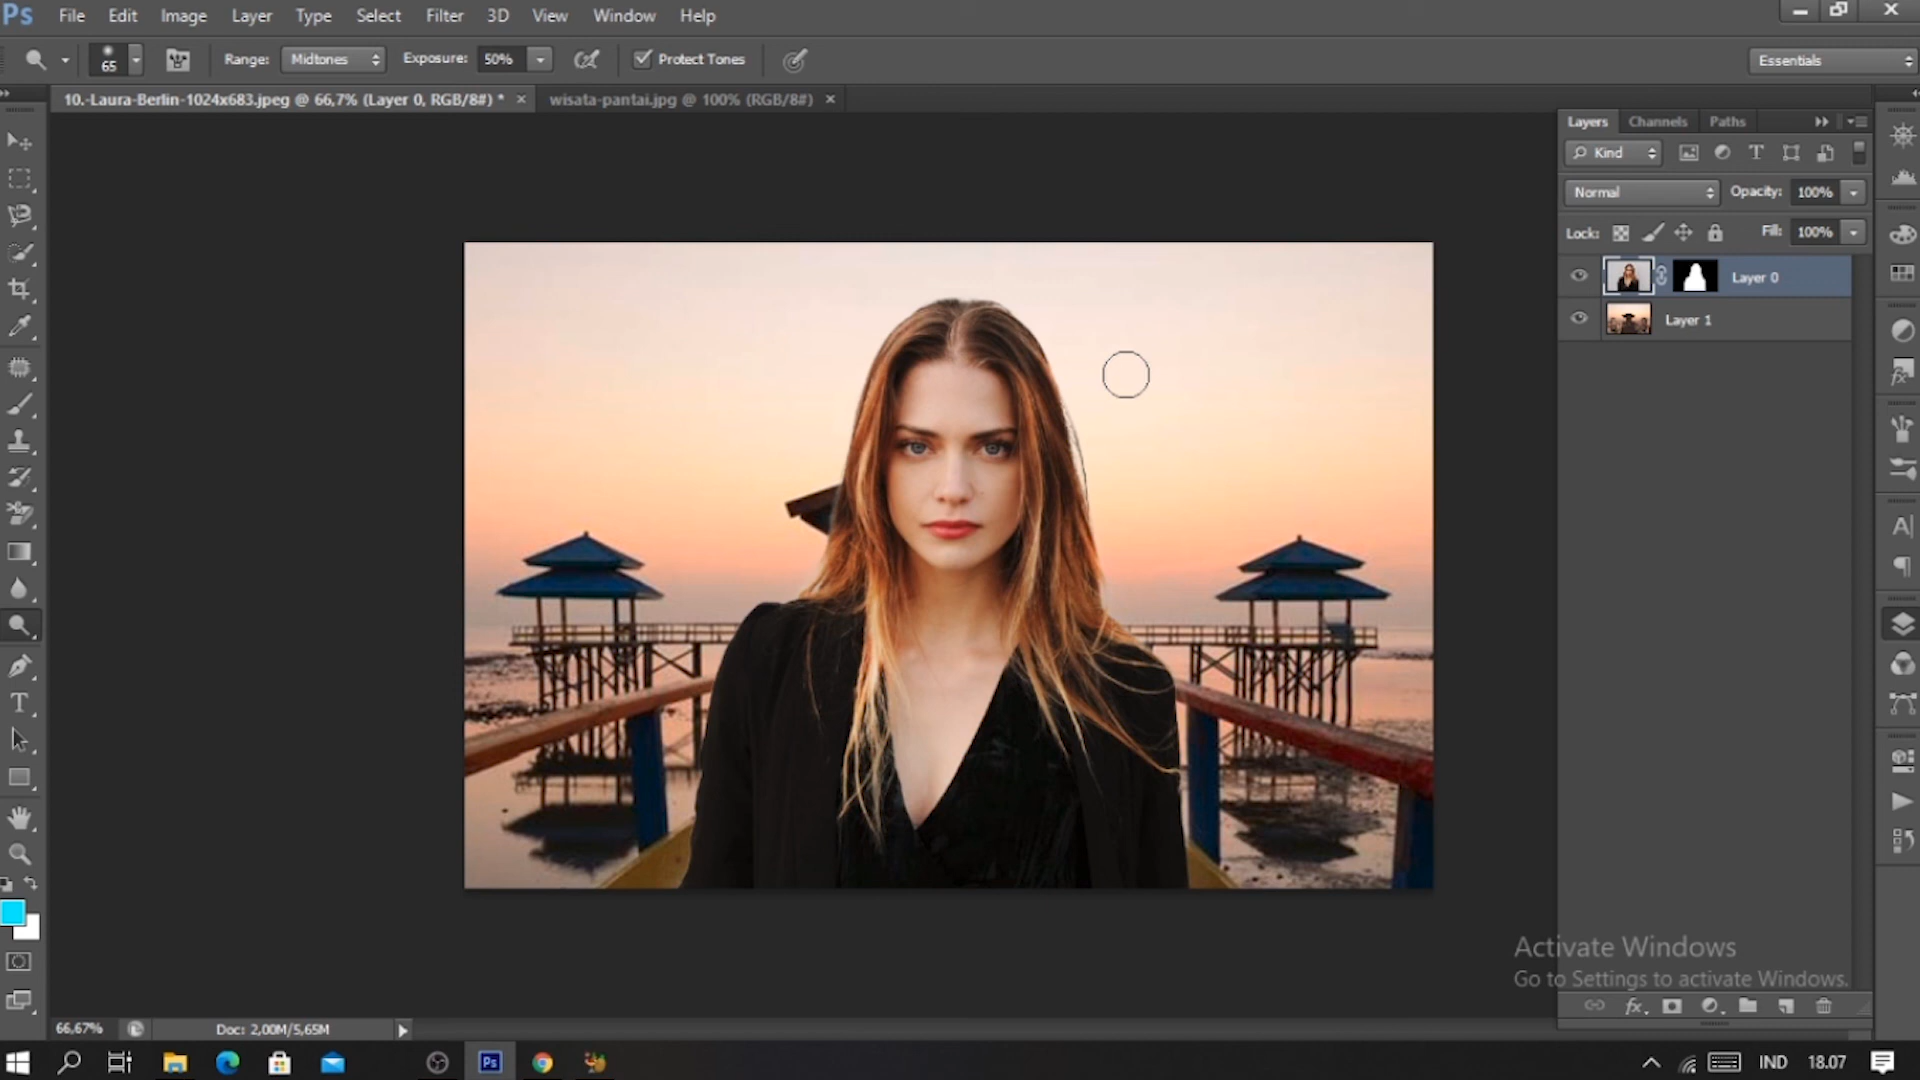 Ps File Edit Image Layer Type Select Filter 3D View Window Help
65 Range: Midtones Exposure: 50% Protect Tones Essentials
10.-Laura-Berlin-1024x683.jpeg @ 66,7% (Layer 0, RGB/8#) * × wisata-pantai.jpg @ 100% (RGB/8#) ×
Layers Channels Paths
Kind
Normal Opacity: 100%
Lock: Fill: 100%
Layer 0
Layer 1
Activate Windows
Go to Settings to activate Windows.
66,67% Doc: 2,00M/5,65M
Ps IND 18.07